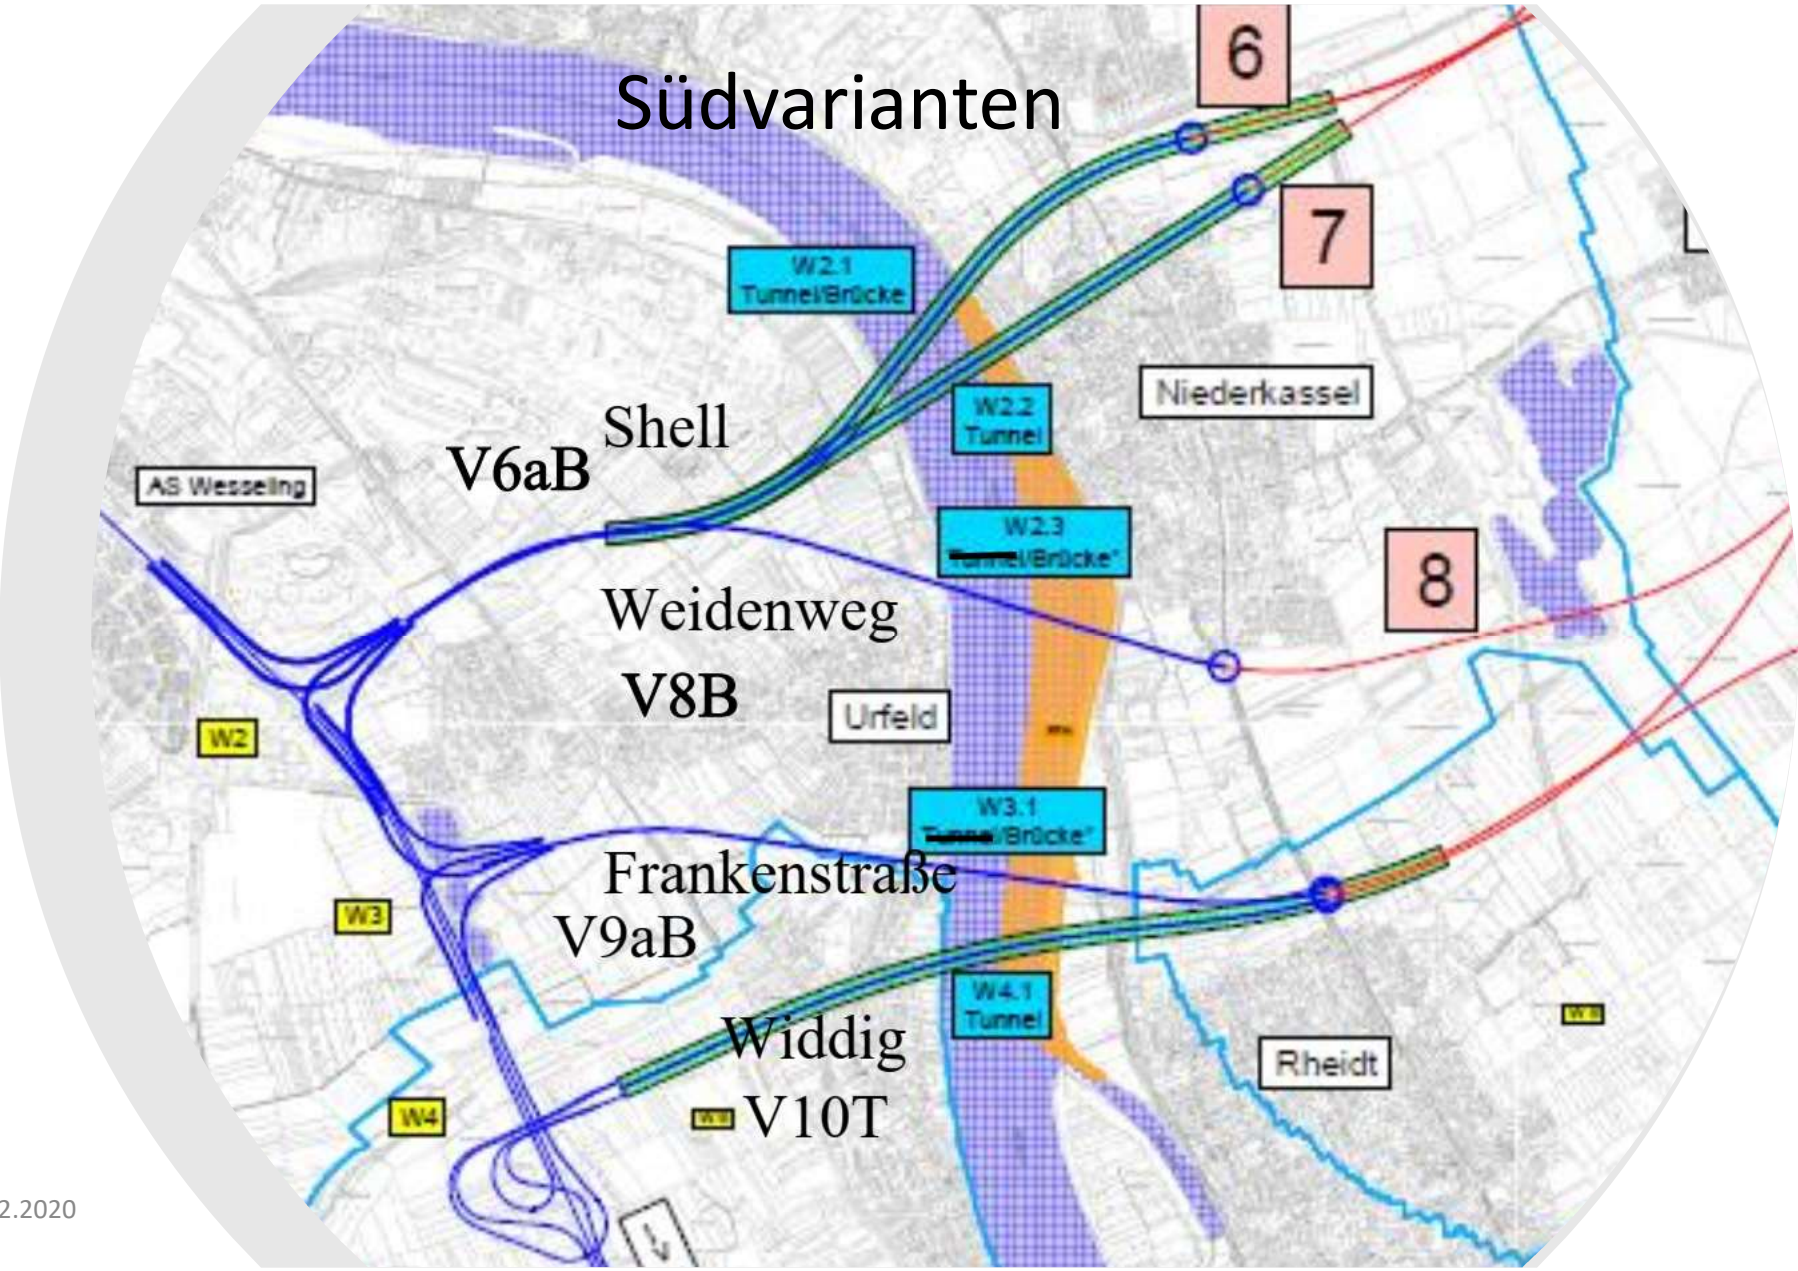 6
Südvarianten
7
W2.1
Tunnel/Brücke
Niederkassel
W2.2
Tunnel
Shell
V6aB
AS Wesseling
W2.3
/Brücke*
8
Weidenweg
V8B
Urfeld
W2
W3.1
/Brücke*
Frankenstraße
W3
V9aB
W4.1
Tunnel
Widdig
Rheidt
W4
V10T
2.2020